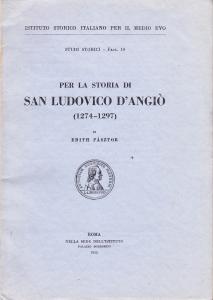 ISTITUTO STORICO ITALIANO PER IL MEDIO EVO
STUDI STORICI - Fasc. 10
PER LA STORIA DI
SAN LUDOVICO D'ANGIÒ
(1274-1297)
DI
EDITH PÁSZTOR
ROMA
NELLA SEDE DELL'ISTITUTO
PALAZZO BORROMINI
1955